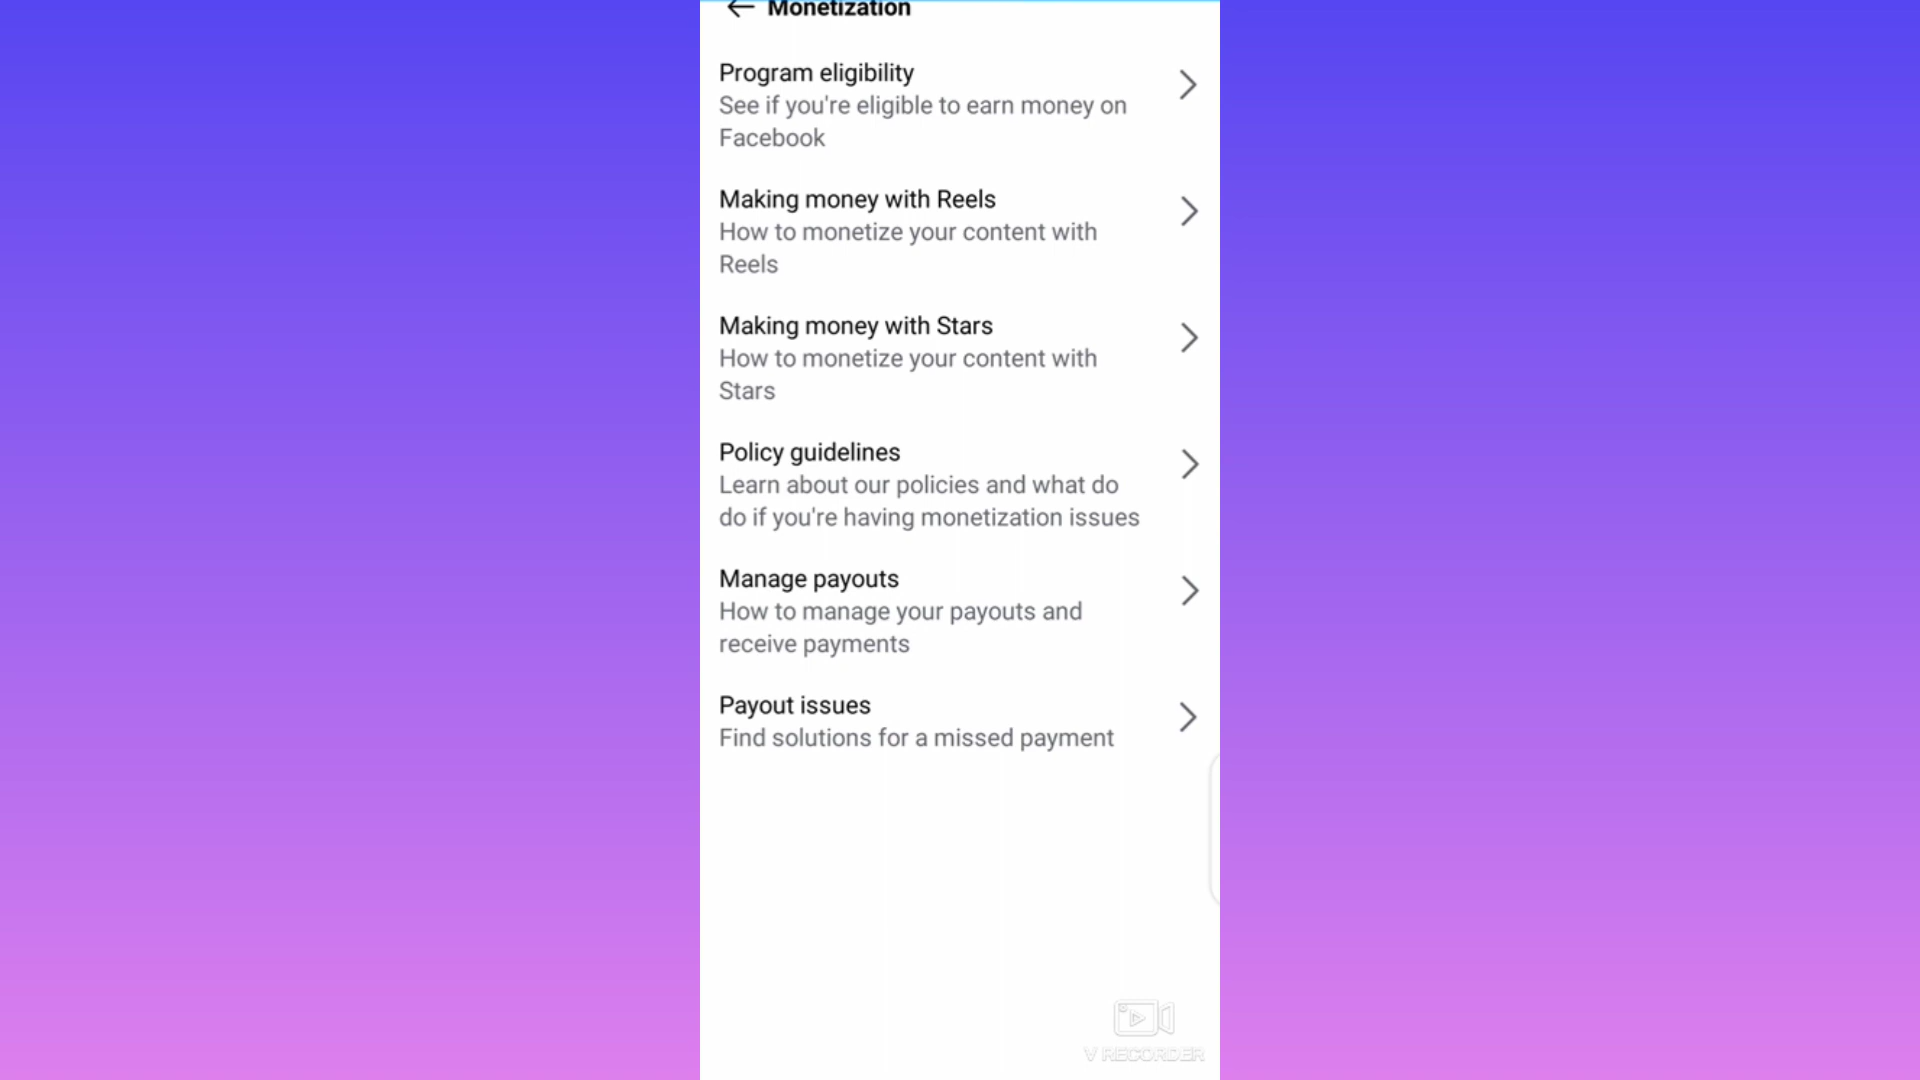 Monetization
Program eligibility
See if you're eligible to earn money on
Facebook
Making money with Reels
How to monetize your content with
Reels
Making money with Stars
How to monetize your content with
Stars
Policy guidelines
Learn about our policies and what do
do if you're having monetization issues
Manage payouts
How to manage your payouts and
receive payments
Payout issues
Find solutions for a missed payment
V RECORDER